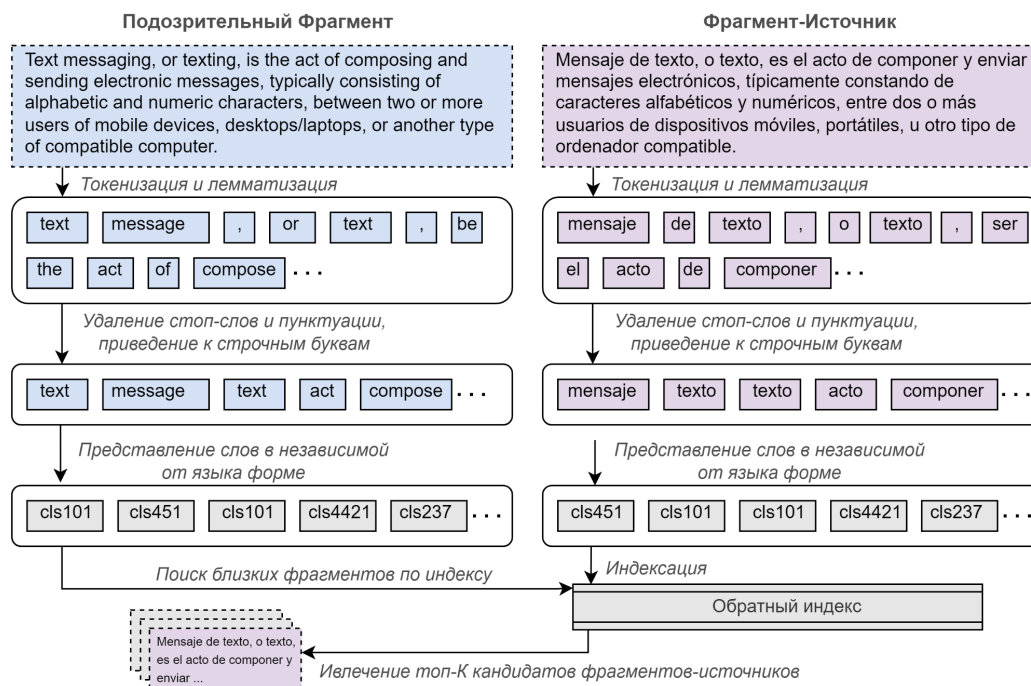 Подозрительный Фрагмент
Фрагмент-Источник
Text messaging, or texting, is the act of composing and
sending electronic messages, typically consisting of
alphabetic and numeric characters, between two or more
users of mobile devices, desktops/laptops, or another type
of compatible computer.
Mensaje de texto, o texto, es el acto de componer y enviar
mensajes electrónicos, típicamente constando de
caracteres alfabéticos y numéricos, entre dos o más
usuarios de dispositivos móviles, portátiles, u otro tipo de
ordenador compatible.
Токенизация и лемматизация
Токенизация и лемматизация
text message , or text , be
the act of compose ...
mensaje de texto , o texto , ser
el acto de componer ...
Удаление стоп-слов и пунктуации,
приведение к строчным буквам
Удаление стоп-слов и пунктуации,
приведение к строчным буквам
text message text act compose ...
mensaje texto texto acto componer ...
Представление слов в независимой
от языка форме
Представление слов в независимой
от языка форме
cls101 cls451 cls101 cls4421 cls237 ...
cls451 cls101 cls101 cls4421 cls237 ...
Поиск близких фрагментов по индексу
Индексация
Обратный индекс
Mensaje de texto, o texto,
es el acto de componer y
enviar ...
Ивлечение топ-К кандидатов фрагментов-источников